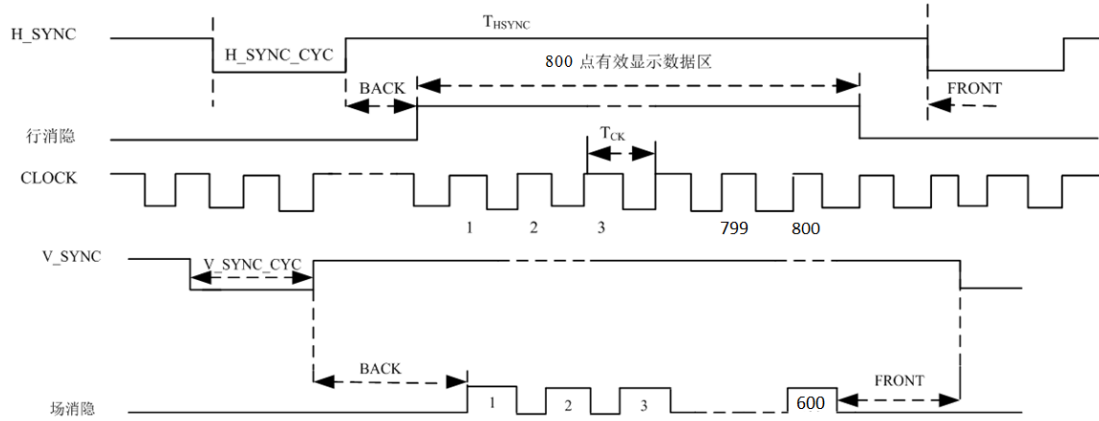 T_HSYNC
H_SYNC
H_SYNC_CYC
800 点有效显示数据区
BACK
FRONT
行消隐
T_CK
CLOCK
1 2 3 799 800
V_SYNC
V_SYNC_CYC
BACK
FRONT
场消隐
1 2 3 600